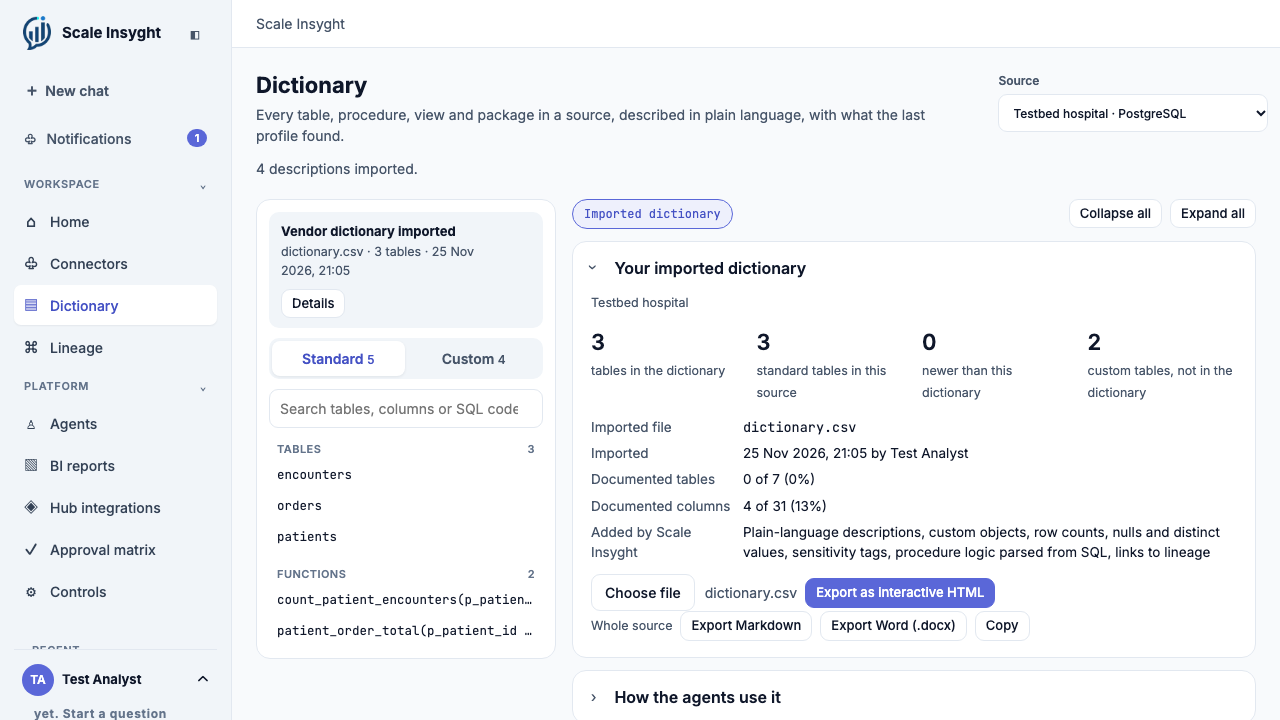 Scale Insyght
New chat
Notifications
1
WORKSPACE
Home
Connectors
Dictionary
Lineage
PLATFORM
Agents
BI reports
Hub integrations
Approval matrix
Controls
RECENT
TA
Test Analyst
yet. Start a question
Scale Insyght
Dictionary
Every table, procedure, view and package in a source, described in plain language, with what the last
profile found.
4 descriptions imported.
Source
Testbed hospital · PostgreSQL
Vendor dictionary imported
dictionary.csv · 3 tables · 25 Nov
2026, 21:05
Details
Standard 5
Custom 4
Search tables, columns or SQL code
TABLES 3
encounters
orders
patients
FUNCTIONS 2
count_patient_encounters(p_patien…
patient_order_total(p_patient_id …
Imported dictionary
Collapse all
Expand all
Your imported dictionary
Testbed hospital
3
tables in the dictionary
3
standard tables in this
source
0
newer than this
dictionary
2
custom tables, not in the
dictionary
Imported file dictionary.csv
Imported 25 Nov 2026, 21:05 by Test Analyst
Documented tables 0 of 7 (0%)
Documented columns 4 of 31 (13%)
Added by Scale Insyght Plain-language descriptions, custom objects, row counts, nulls and distinct
values, sensitivity tags, procedure logic parsed from SQL, links to lineage
Choose file dictionary.csv Export as interactive HTML
Whole source Export Markdown Export Word (.docx) Copy
How the agents use it